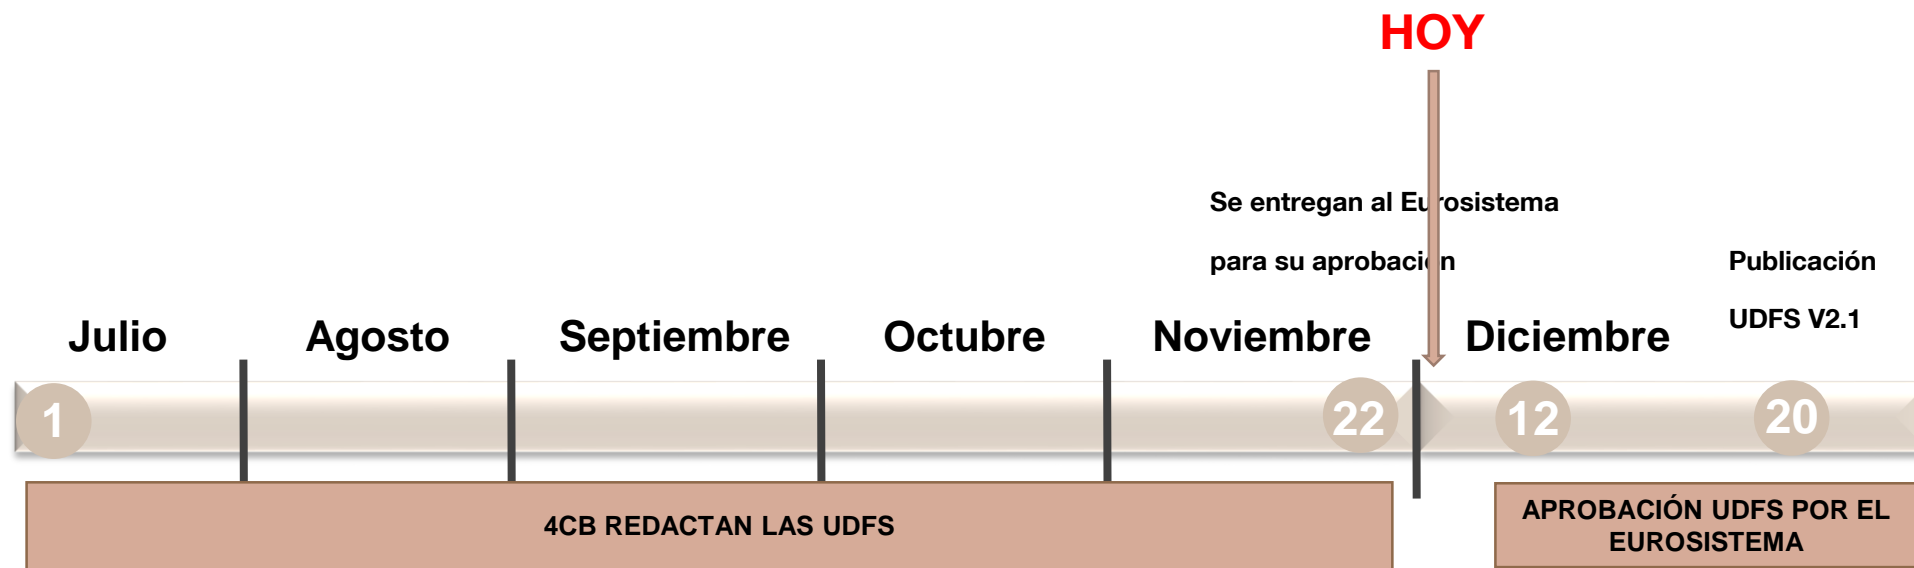 HOY
Se entregan al Eurosistema
para su aprobación
Publicación
UDFS V2.1
Julio
Agosto
Septiembre
Octubre
Noviembre
Diciembre
1
22
12
20
4CB REDACTAN LAS UDFS
APROBACIÓN UDFS POR EL
EUROSISTEMA